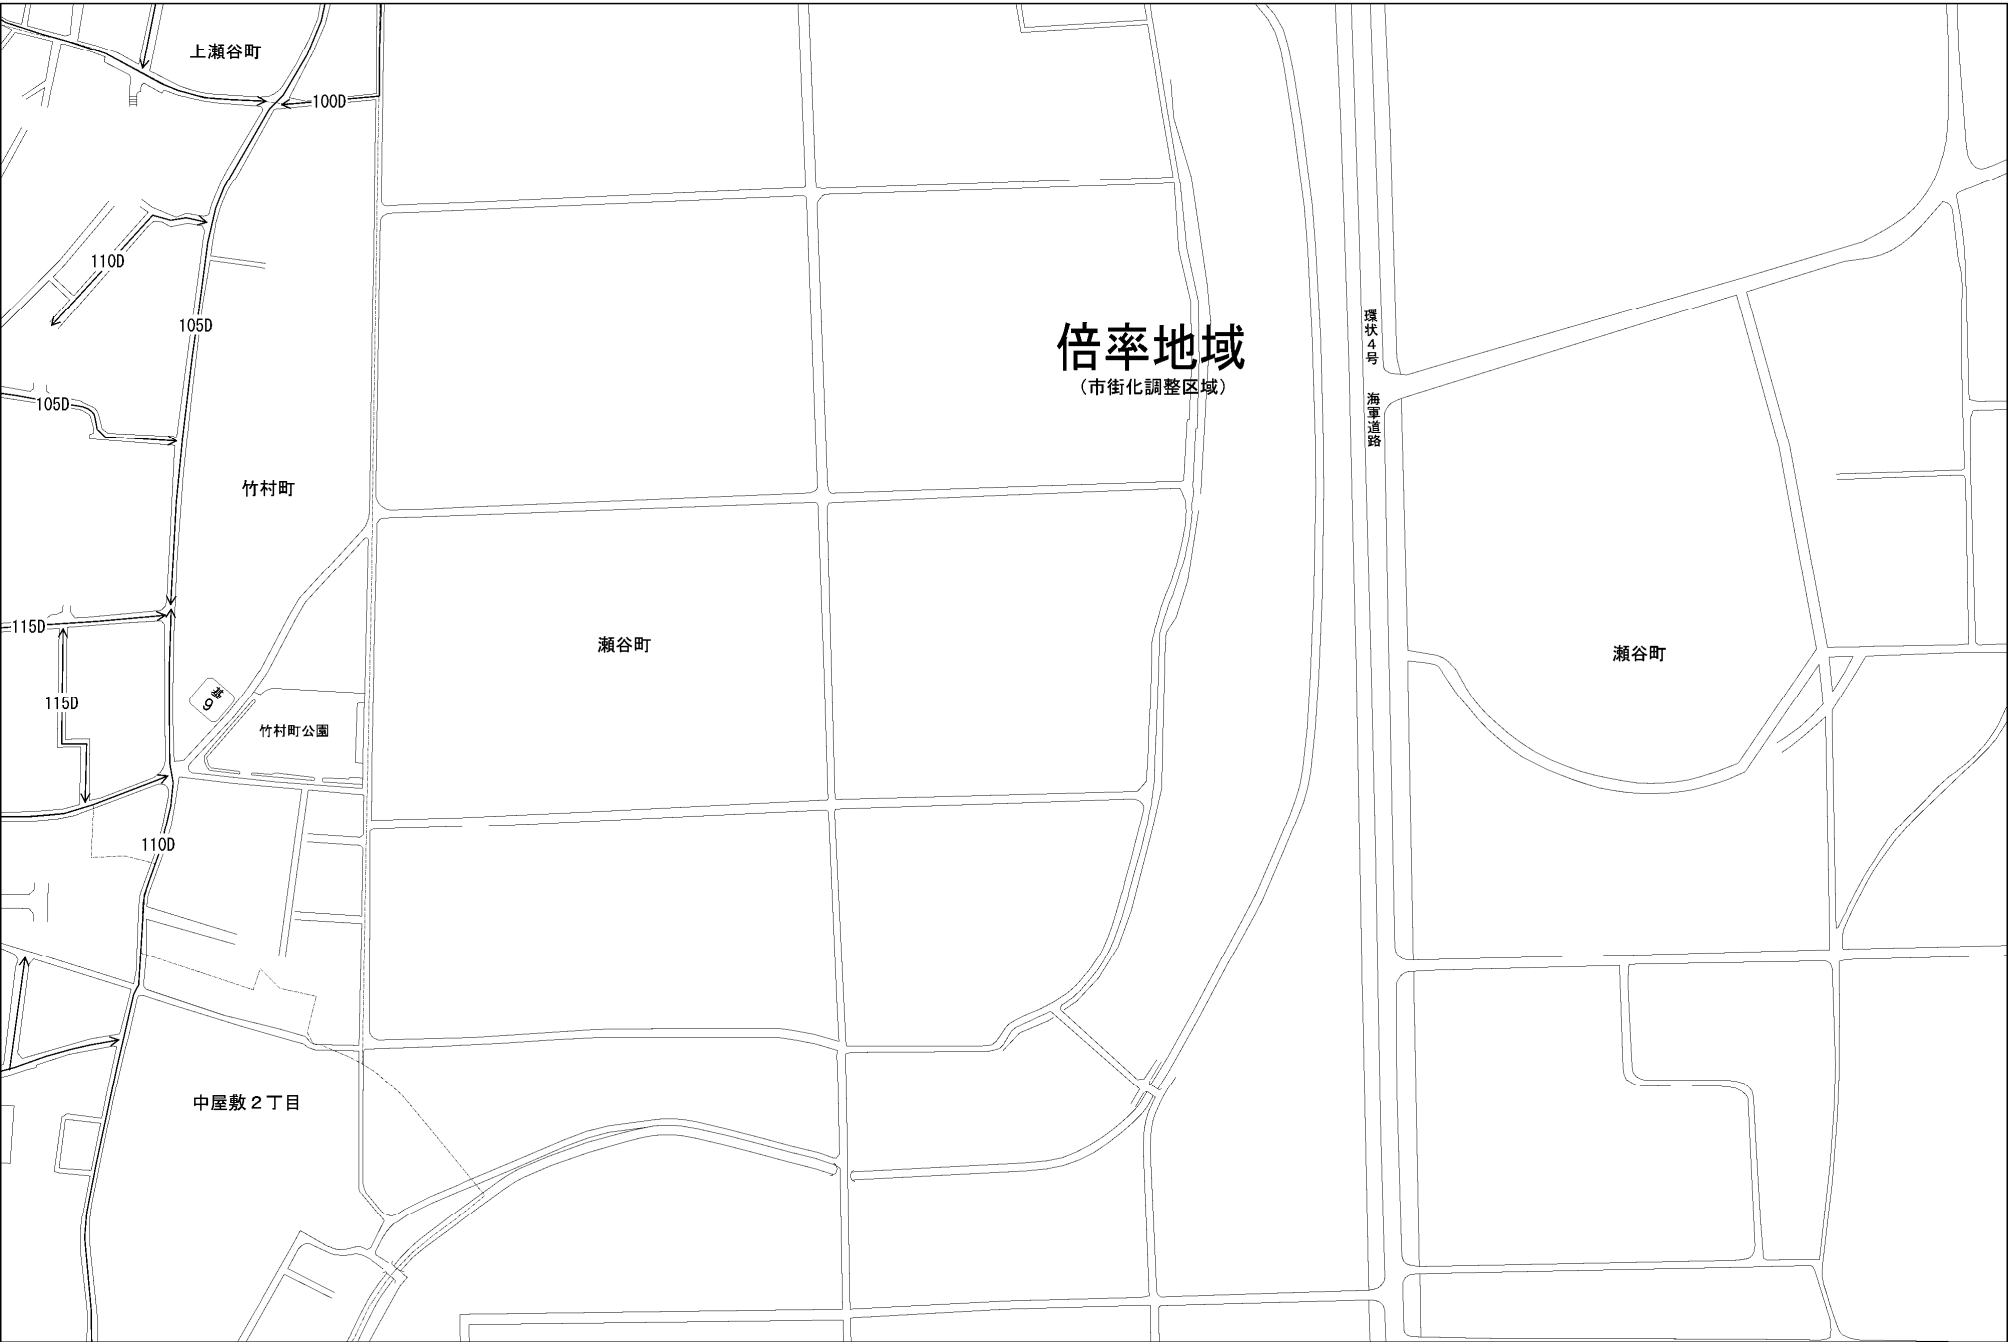 上瀬谷町
100D
110D
105D
倍率地域
(市街化調整区域)
環状4号
海軍道路
105D
竹村町
115D
瀬谷町
瀬谷町
115D
基
9
竹村町公園
110D
中屋敷2丁目